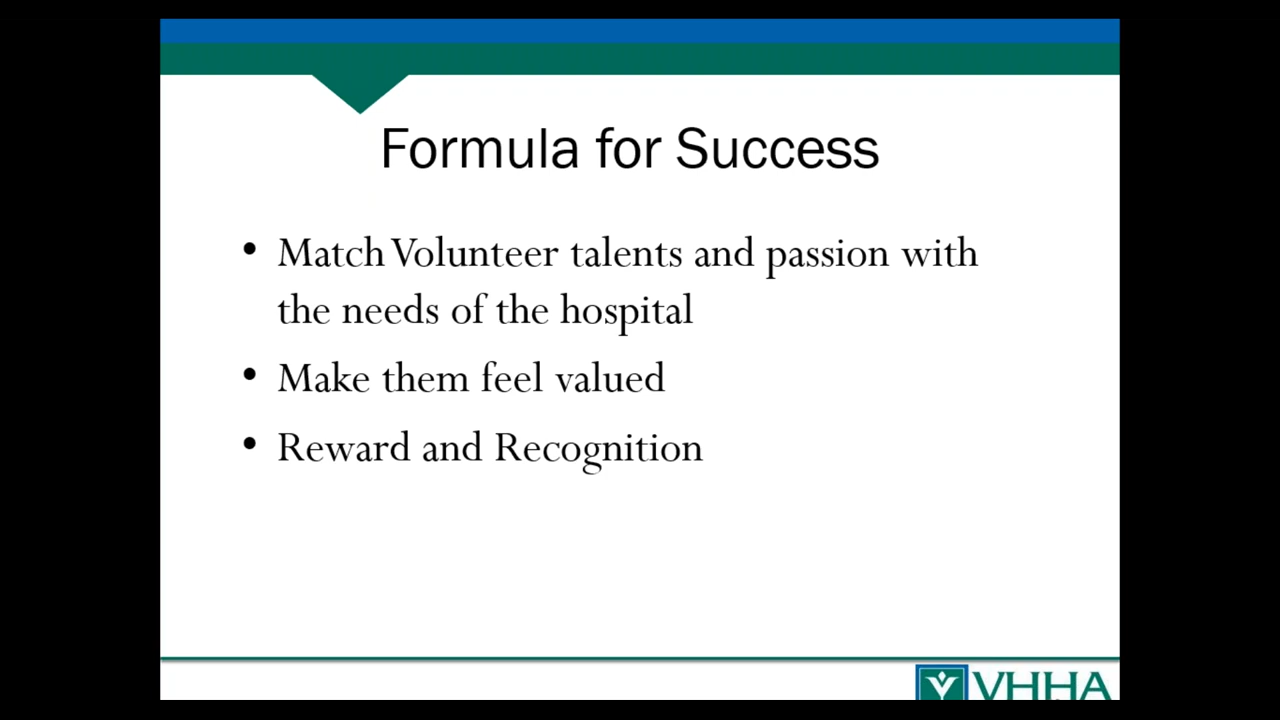 Formula for Success
• Match Volunteer talents and passion with
the needs of the hospital
• Make them feel valued
• Reward and Recognition
VHHA